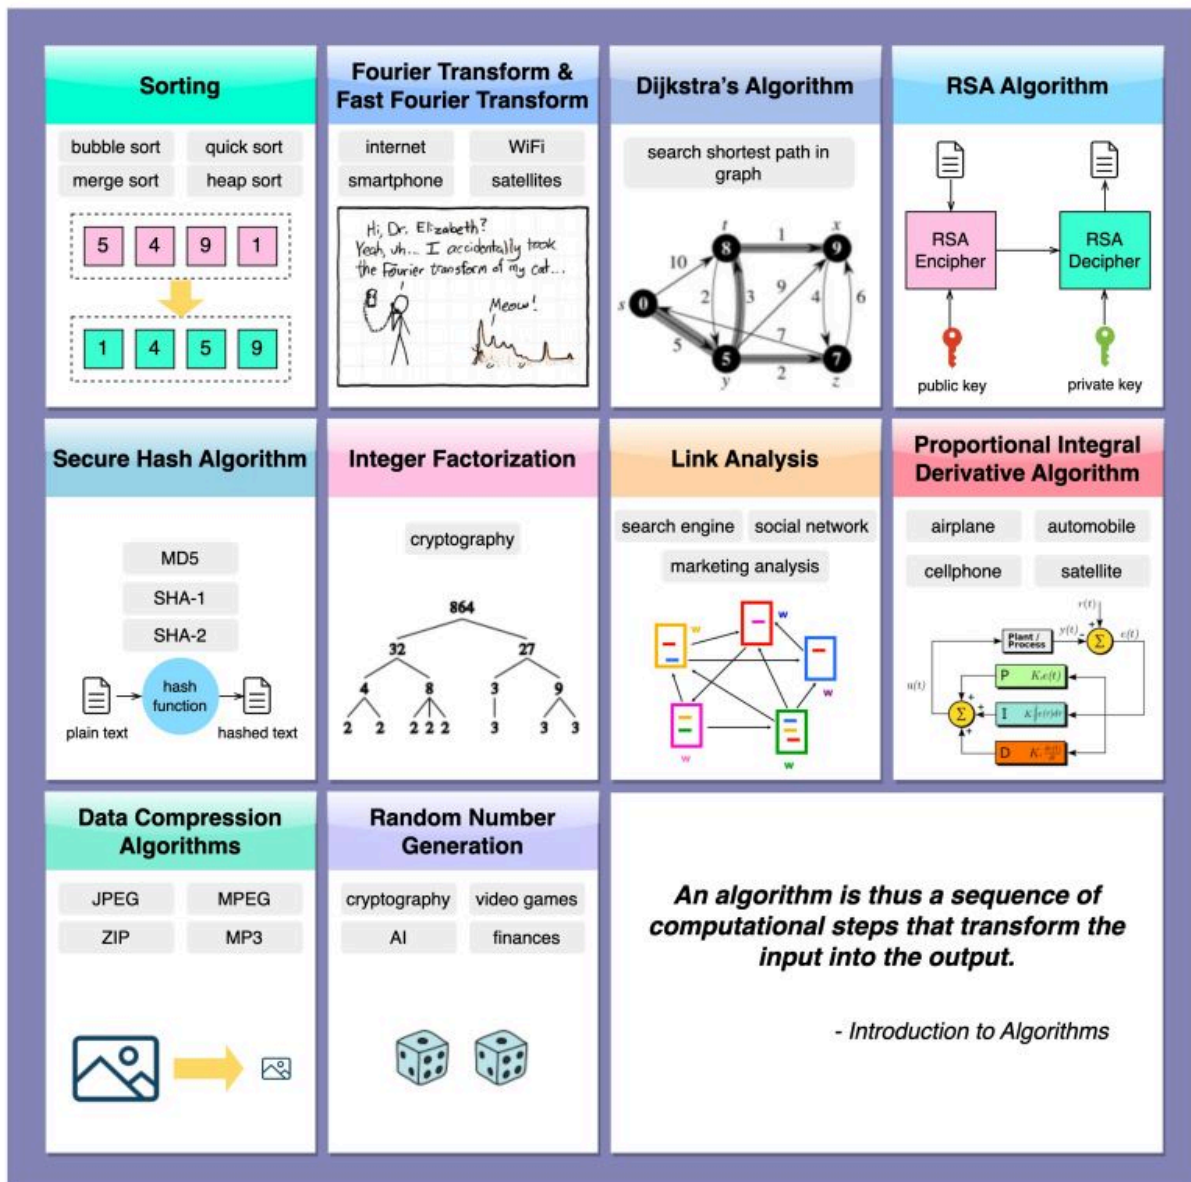 Sorting
bubble sort
quick sort
merge sort
heap sort
5 4 9 1
1 4 5 9
Fourier Transform &
Fast Fourier Transform
internet
WiFi
smartphone
satellites
Hi, Dr. Elizabeth?
Yeah, uh... I accidentally took
the Fourier transform of my cat...
Meow!
Dijkstra's Algorithm
search shortest path in
graph
t
x
1
8
9
10
9
2
3
4
6
s
0
7
5
5
7
2
y
z
RSA Algorithm
RSA
Encipher
RSA
Decipher
public key
private key
Secure Hash Algorithm
MD5
SHA-1
SHA-2
hash
function
plain text
hashed text
Integer Factorization
cryptography
864
32 27
4 8 3 9
2 2 2 2 2 3 3 3
Link Analysis
search engine
social network
marketing analysis
w
w
w
w
w
Proportional Integral
Derivative Algorithm
airplane
automobile
cellphone
satellite
r(t)
Plant /
Process
y(t)
-
+
Σ
e(t)
u(t)
P
+
Σ
+
I
+
D
Data Compression
Algorithms
JPEG
MPEG
ZIP
MP3
Random Number
Generation
cryptography
video games
AI
finances
An algorithm is thus a sequence of
computational steps that transform the
input into the output.
- Introduction to Algorithms